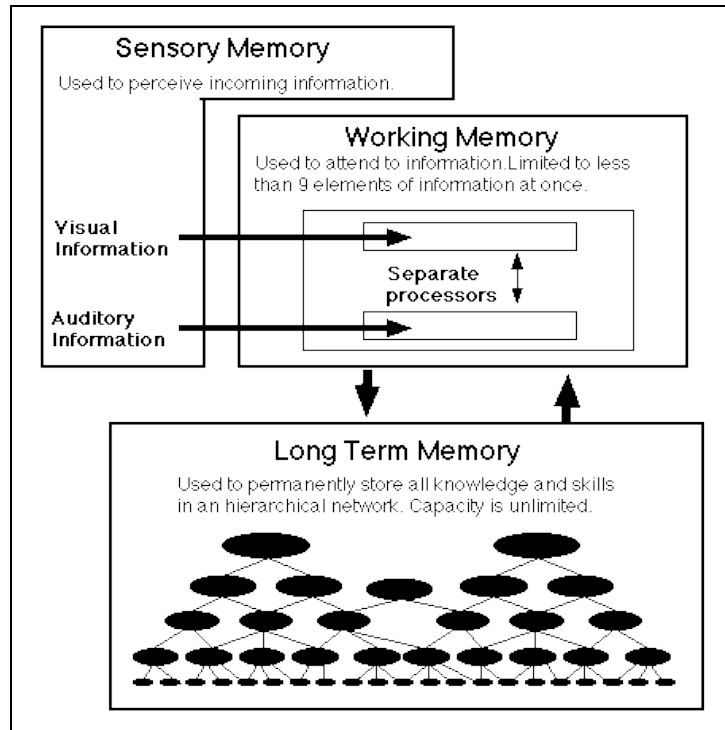 Sensory Memory
Used to perceive incoming information.
Working Memory
Used to attend to information.Limited to less
than 9 elements of information at once.
Visual
Information
Separate
processors
Auditory
Information
Long Term Memory
Used to permanently store all knowledge and skills
in an hierarchical network. Capacity is unlimited.